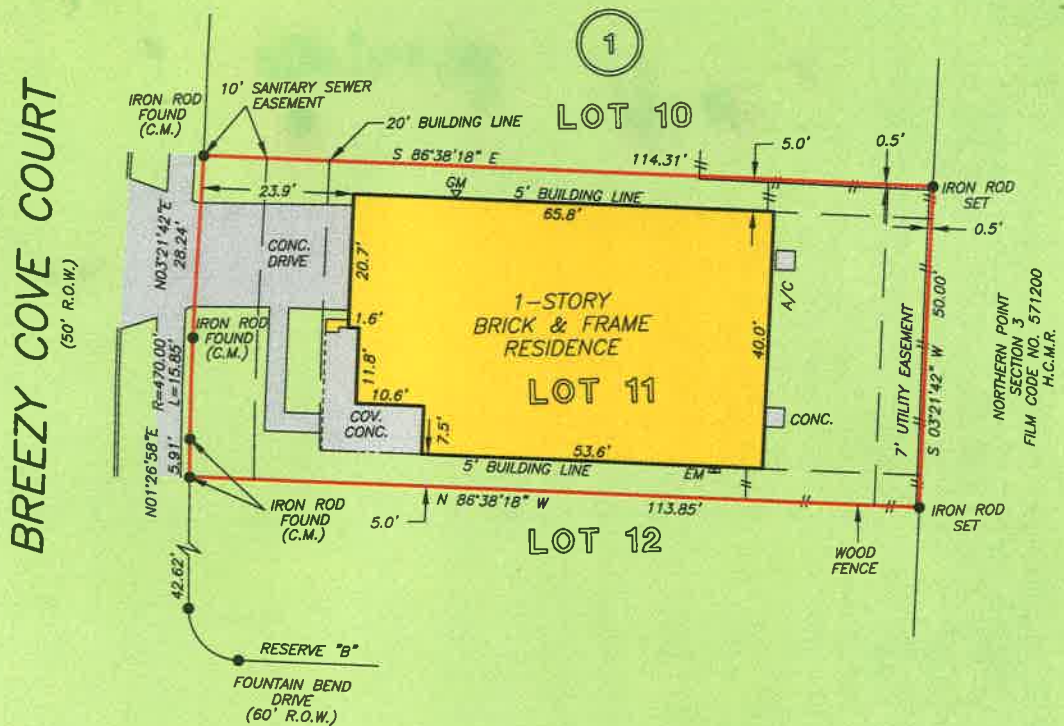 1
BREEZY COVE COURT
(50' R.O.W.)
IRON ROD
FOUND
(C.M.)
10' SANITARY SEWER
EASEMENT
20' BUILDING LINE
LOT 10
S 86°38'18" E
114.31'
5.0'
0.5'
IRON ROD
SET
0.5'
23.9'
GM
5' BUILDING LINE
65.8'
N03°21'42"E
28.24'
CONC.
DRIVE
20.7'
1-STORY
BRICK & FRAME
RESIDENCE
LOT 11
A/C
40.0'
7' UTILITY EASEMENT
S 03°21'42" W 50.00'
NORTHERN POINT
SECTION 3
FILM CODE NO. 571200
H.C.M.R.
IRON ROD
FOUND
(C.M.)
R=470.00'
L=15.85'
1.6'
11.8'
10.6'
COV.
CONC.
7.5'
CONC.
53.6'
5' BUILDING LINE
EM
N01°26'58"E
5.91'
IRON ROD
FOUND
(C.M.)
5.0'
N 86°38'18" W
113.85'
IRON ROD
SET
LOT 12
WOOD
FENCE
42.62'
RESERVE "B"
FOUNTAIN BEND
DRIVE
(60' R.O.W.)